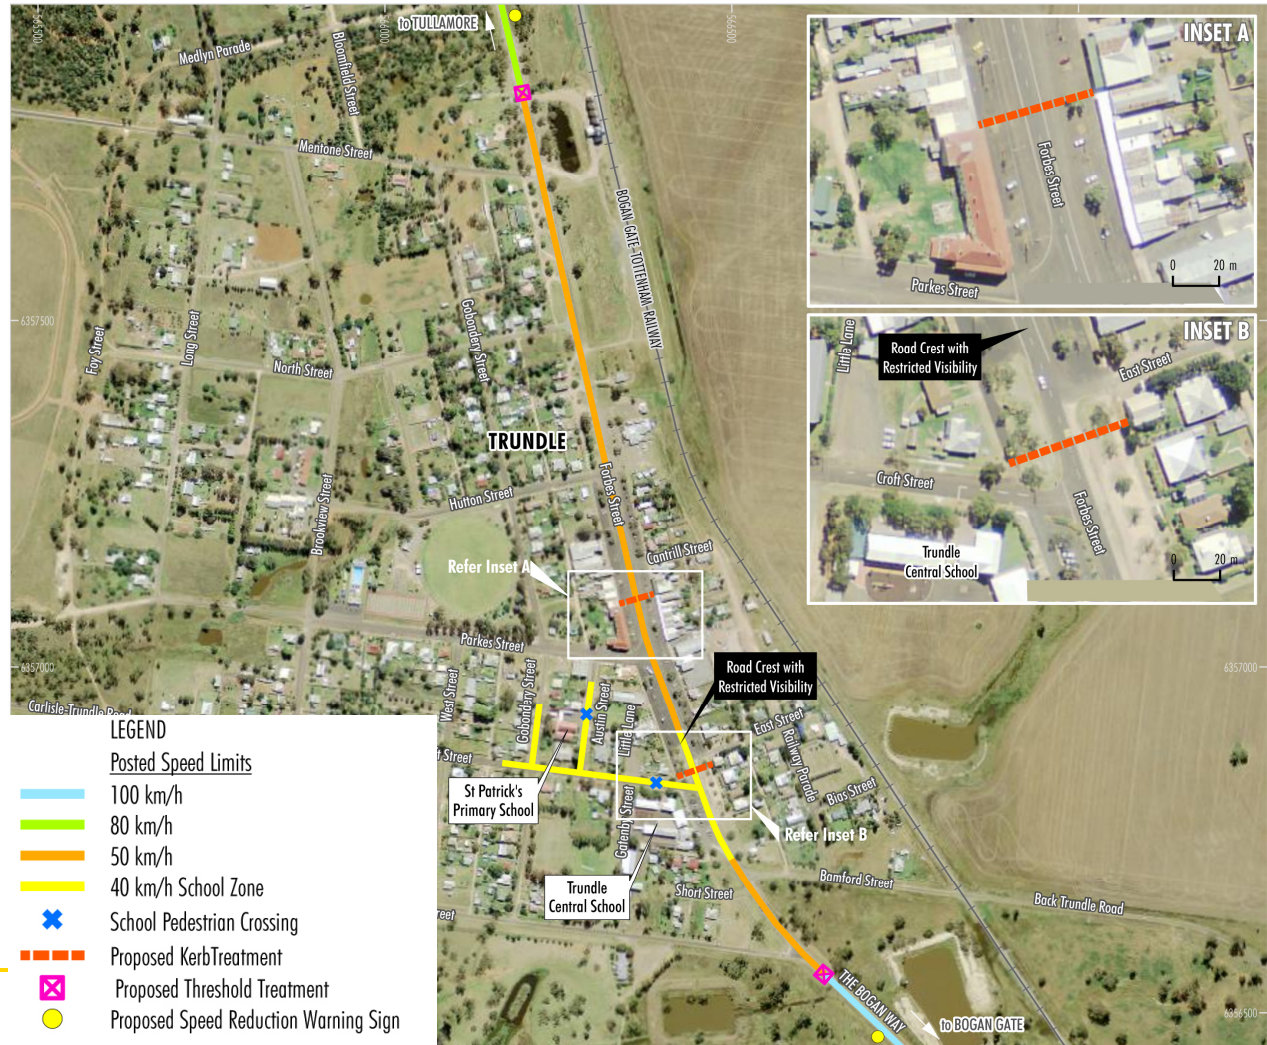 to TULLAMORE
Medlyn Parade
Bloomfield Street
Mentone Street
BOGAN GATE-TOTTENHAM-RAILWAY
6357500
Foy Street
Long Street
North Street
Gobondery Street
TRUNDLE
Forbes Street
Hutton Street
Brookview Street
Cantrill Street
Refer Inset A
Parkes Street
6357000
6357000
Road Crest with
Restricted Visibility
Carlisle-Trundle Road
West Street
Gobondery Street
Austin Street
Little Lane
East Street
Railway Parade
Bias Street
t Street
St Patrick's
Primary School
Gatenby Street
Refer Inset B
Trundle
Central School
Short Street
Bamford Street
Back Trundle Road
reet
THE BOGAN WAY
to BOGAN GATE
6356500
INSET A
Forbes Street
Parkes Street
0 20 m
INSET B
Little Lane
Road Crest with
Restricted Visibility
East Street
Croft Street
Forbes Street
Trundle
Central School
0 20 m
LEGEND
Posted Speed Limits
100 km/h
80 km/h
50 km/h
40 km/h School Zone
School Pedestrian Crossing
Proposed KerbTreatment
Proposed Threshold Treatment
Proposed Speed Reduction Warning Sign